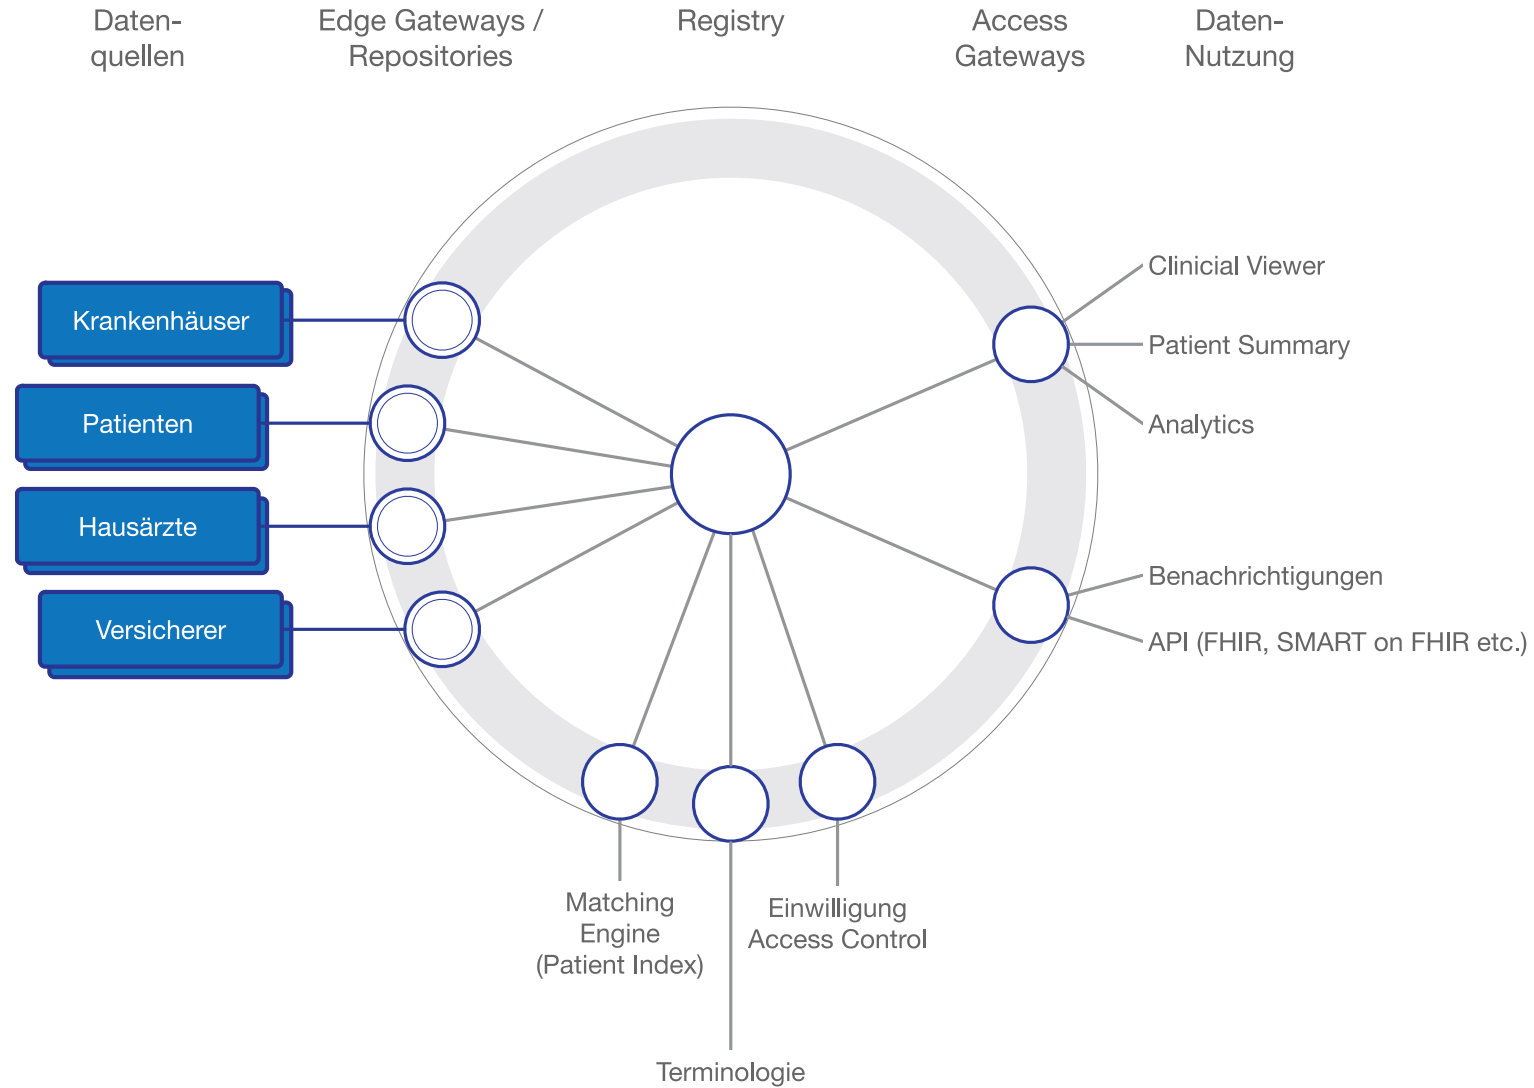 Daten-
quellen
Edge Gateways /
Repositories
Registry
Access
Gateways
Daten-
Nutzung
Krankenhäuser
Patienten
Hausärzte
Versicherer
Clinicial Viewer
Patient Summary
Analytics
Benachrichtigungen
API (FHIR, SMART on FHIR etc.)
Matching
Engine
(Patient Index)
Einwilligung
Access Control
Terminologie